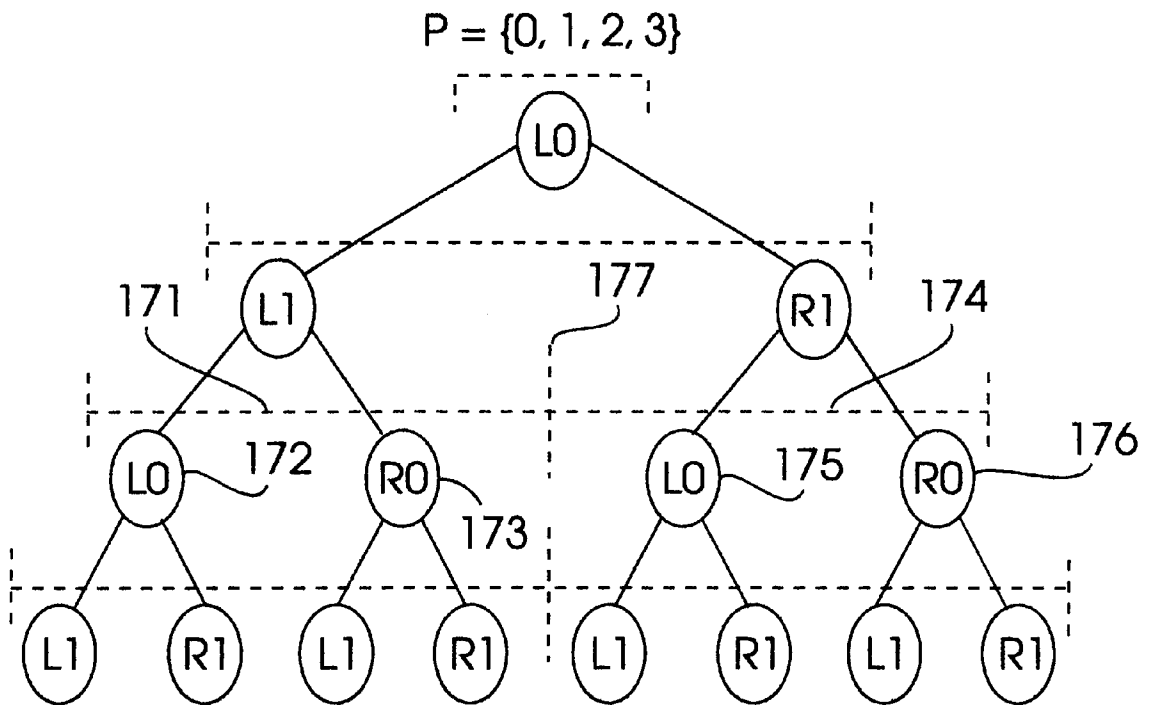 P = {0, 1, 2, 3}
L0
177
171
L1
R1
174
L0
172
R0
173
L0
175
R0
176
L1
R1
L1
R1
L1
R1
L1
R1